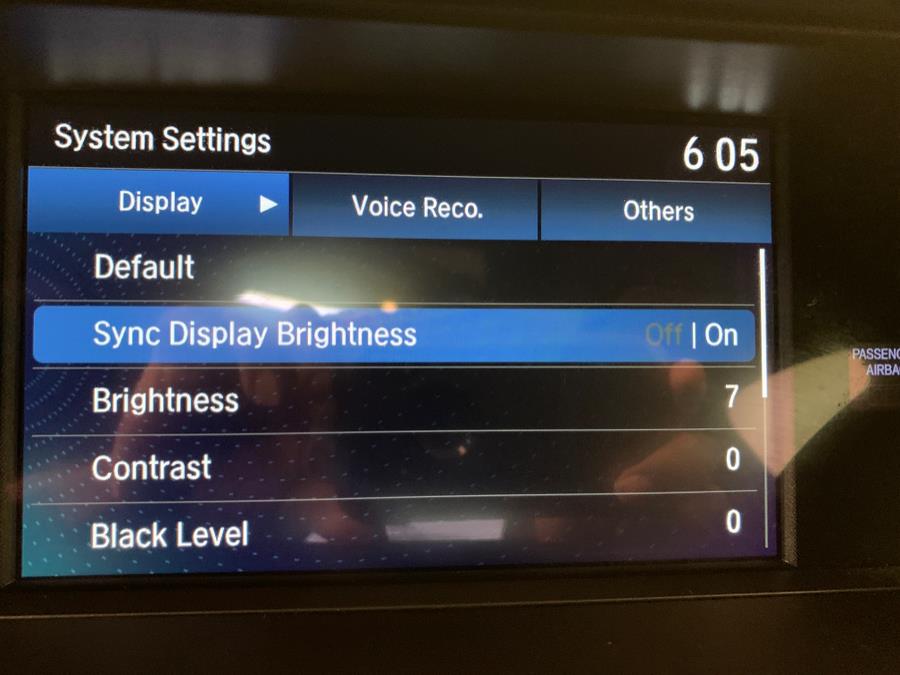 System Settings
6 05
Display ▶
Voice Reco.
Others
Default
Sync Display Brightness Off | On
Brightness 7
Contrast 0
Black Level 0